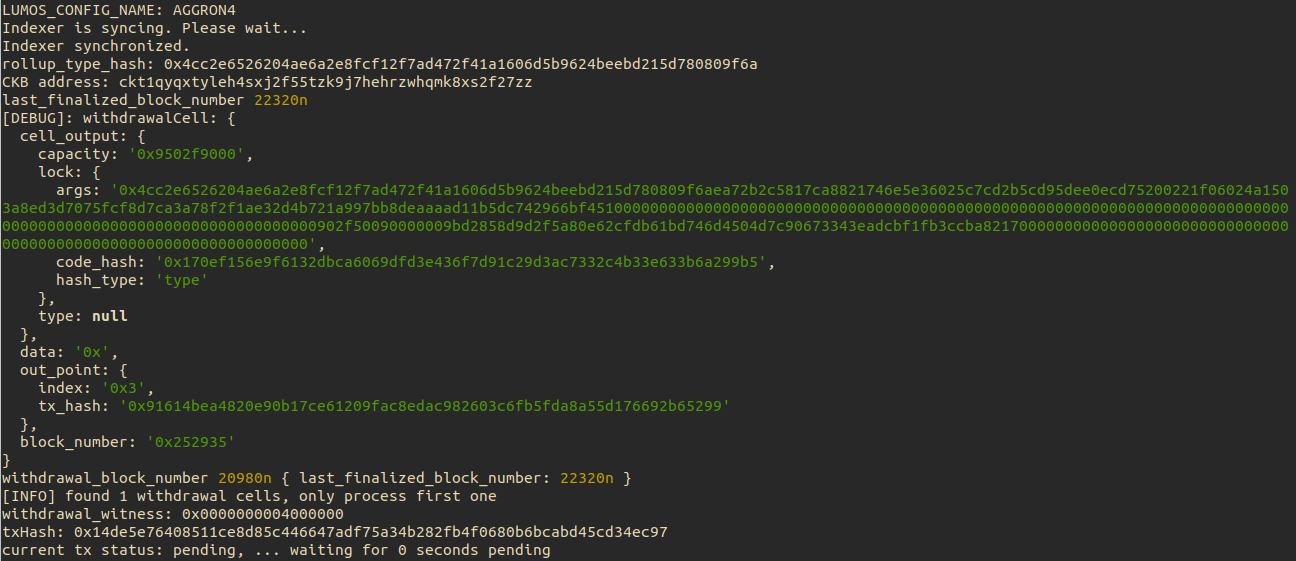 LUMOS_CONFIG_NAME: AGGRON4
Indexer is syncing. Please wait...
Indexer synchronized.
rollup_type_hash: 0x4cc2e6526204ae6a2e8fcf12f7ad472f41a1606d5b9624beebd215d780809f6a
CKB address: ckt1qyqxtyleh4sxj2f55tzk9j7hehrzwhqmk8xs2f27zz
last_finalized_block_number 22320n
[DEBUG]: withdrawalCell: {
  cell_output: {
    capacity: '0x9502f9000',
    lock: {
      args: '0x4cc2e6526204ae6a2e8fcf12f7ad472f41a1606d5b9624beebd215d780809f6aea72b2c5817ca8821746e5e36025c7cd2b5cd95dee0ecd75200221f06024a150
      code_hash: '0x170ef156e9f6132dbca6069dfd3e436f7d91c29d3ac7332c4b33e633b6a299b5',
      hash_type: 'type'
    },
    type: null
  },
  data: '0x',
  out_point: {
    index: '0x3',
    tx_hash: '0x91614bea4820e90b17ce61209fac8edac982603c6fb5fda8a55d176692b65299'
  },
  block_number: '0x252935'
}
withdrawal_block_number 20980n { last_finalized_block_number: 22320n }
[INFO] found 1 withdrawal cells, only process first one
withdrawal_witness: 0x0000000004000000
txHash: 0x14de5e76408511ce8d85c446647adf75a34b282fb4f0680b6bcabd45cd34ec97
current tx status: pending, ... waiting for 0 seconds pending